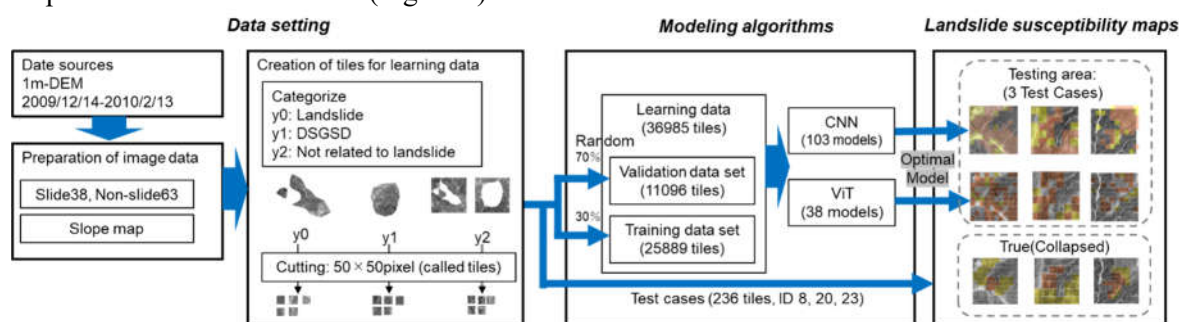 Data setting
Modeling algorithms
Landslide susceptibility maps
Date sources
1m-DEM
2009/12/14-2010/2/13
Preparation of image data
Slide38, Non-slide63
Slope map
Creation of tiles for learning data
Categorize
y0: Landslide
y1: DSGSD
y2: Not related to landslide
y0
y1
y2
Cutting: 50×50pixel (called tiles)
Learning data
(36985 tiles)
Random
70%
Validation data set
(11096 tiles)
30%
Training data set
(25889 tiles)
CNN
(103 models)
ViT
(38 models)
Optimal
Model
Test cases (236 tiles, ID 8, 20, 23)
Testing area:
(3 Test Cases)
True(Collapsed)